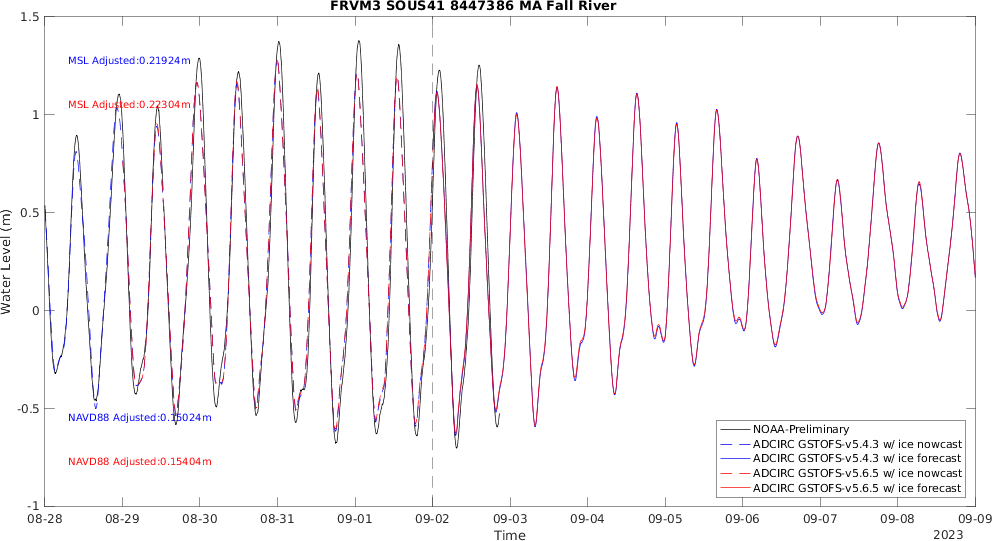 FRVM3 SOUS41 8447386 MA Fall River
1.5
1
0.5
0
-0.5
-1
Water Level (m)
MSL Adjusted:0.21924m
MSL Adjusted:0.22304m
NAVD88 Adjusted:0.15024m
NAVD88 Adjusted:0.15404m
NOAA-Preliminary
ADCIRC GSTOFS-v5.4.3 w/ ice nowcast
ADCIRC GSTOFS-v5.4.3 w/ ice forecast
ADCIRC GSTOFS-v5.6.5 w/ ice nowcast
ADCIRC GSTOFS-v5.6.5 w/ ice forecast
08-28 08-29 08-30 08-31 09-01 09-02 09-03 09-04 09-05 09-06 09-07 09-08 09-09
Time
2023